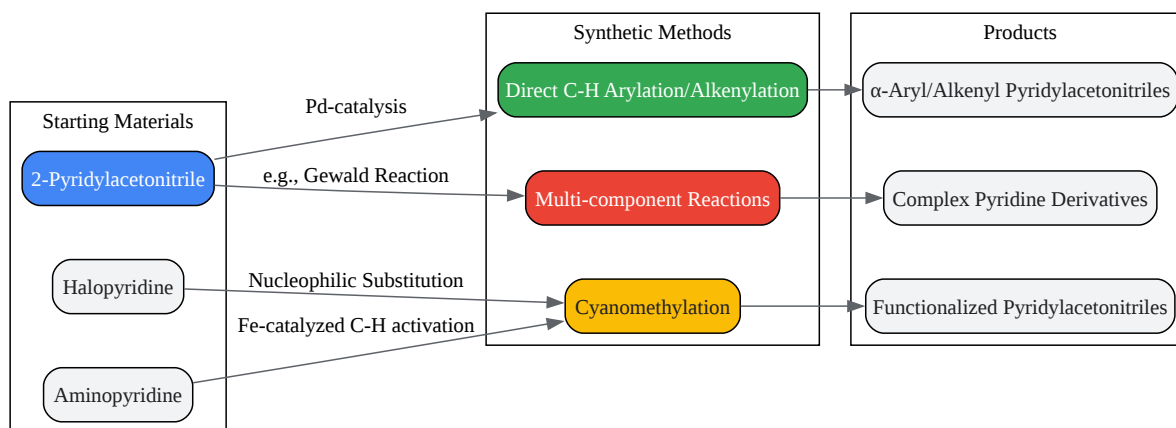 Starting Materials
2-Pyridylacetonitrile
Halopyridine
Aminopyridine
Pd-catalysis
e.g., Gewald Reaction
Nucleophilic Substitution
Fe-catalyzed C-H activation
Synthetic Methods
Direct C-H Arylation/Alkenylation
Multi-component Reactions
Cyanomethylation
Products
α-Aryl/Alkenyl Pyridylacetonitriles
Complex Pyridine Derivatives
Functionalized Pyridylacetonitriles